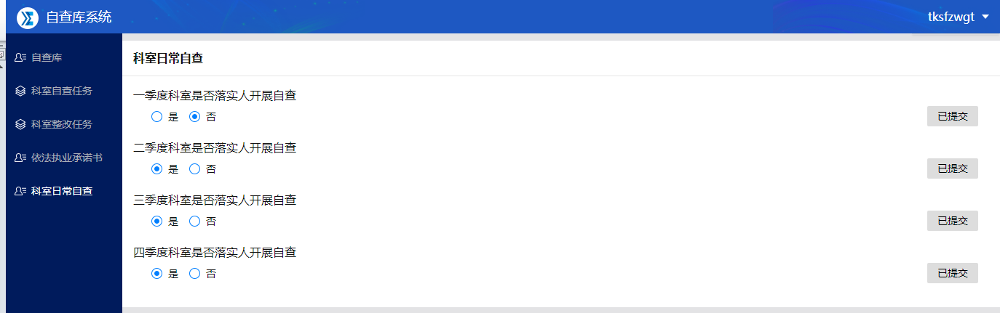 自查库系统
tksfzwgt
自查库
科室自查任务
科室整改任务
依法执业承诺书
科室日常自查
科室日常自查
一季度科室是否落实人开展自查
是 否
已提交
二季度科室是否落实人开展自查
是 否
已提交
三季度科室是否落实人开展自查
是 否
已提交
四季度科室是否落实人开展自查
是 否
已提交